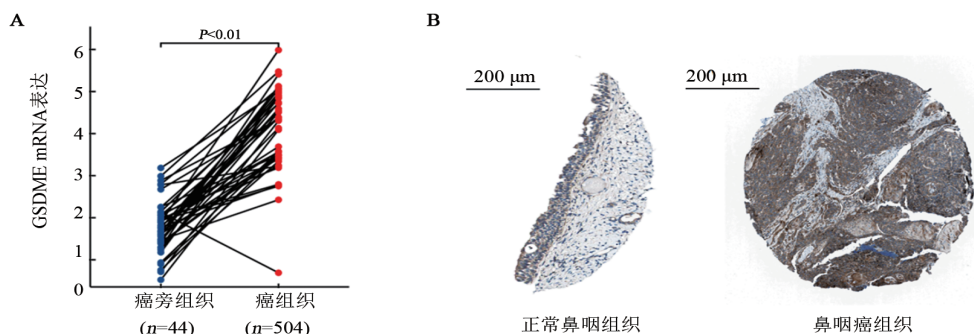 A
P<0.01
GSDME mRNA表达
6
5
4
3
2
1
0
癌旁组织
(n=44)
癌组织
(n=504)
B
200 μm
200 μm
正常鼻咽组织
鼻咽癌组织